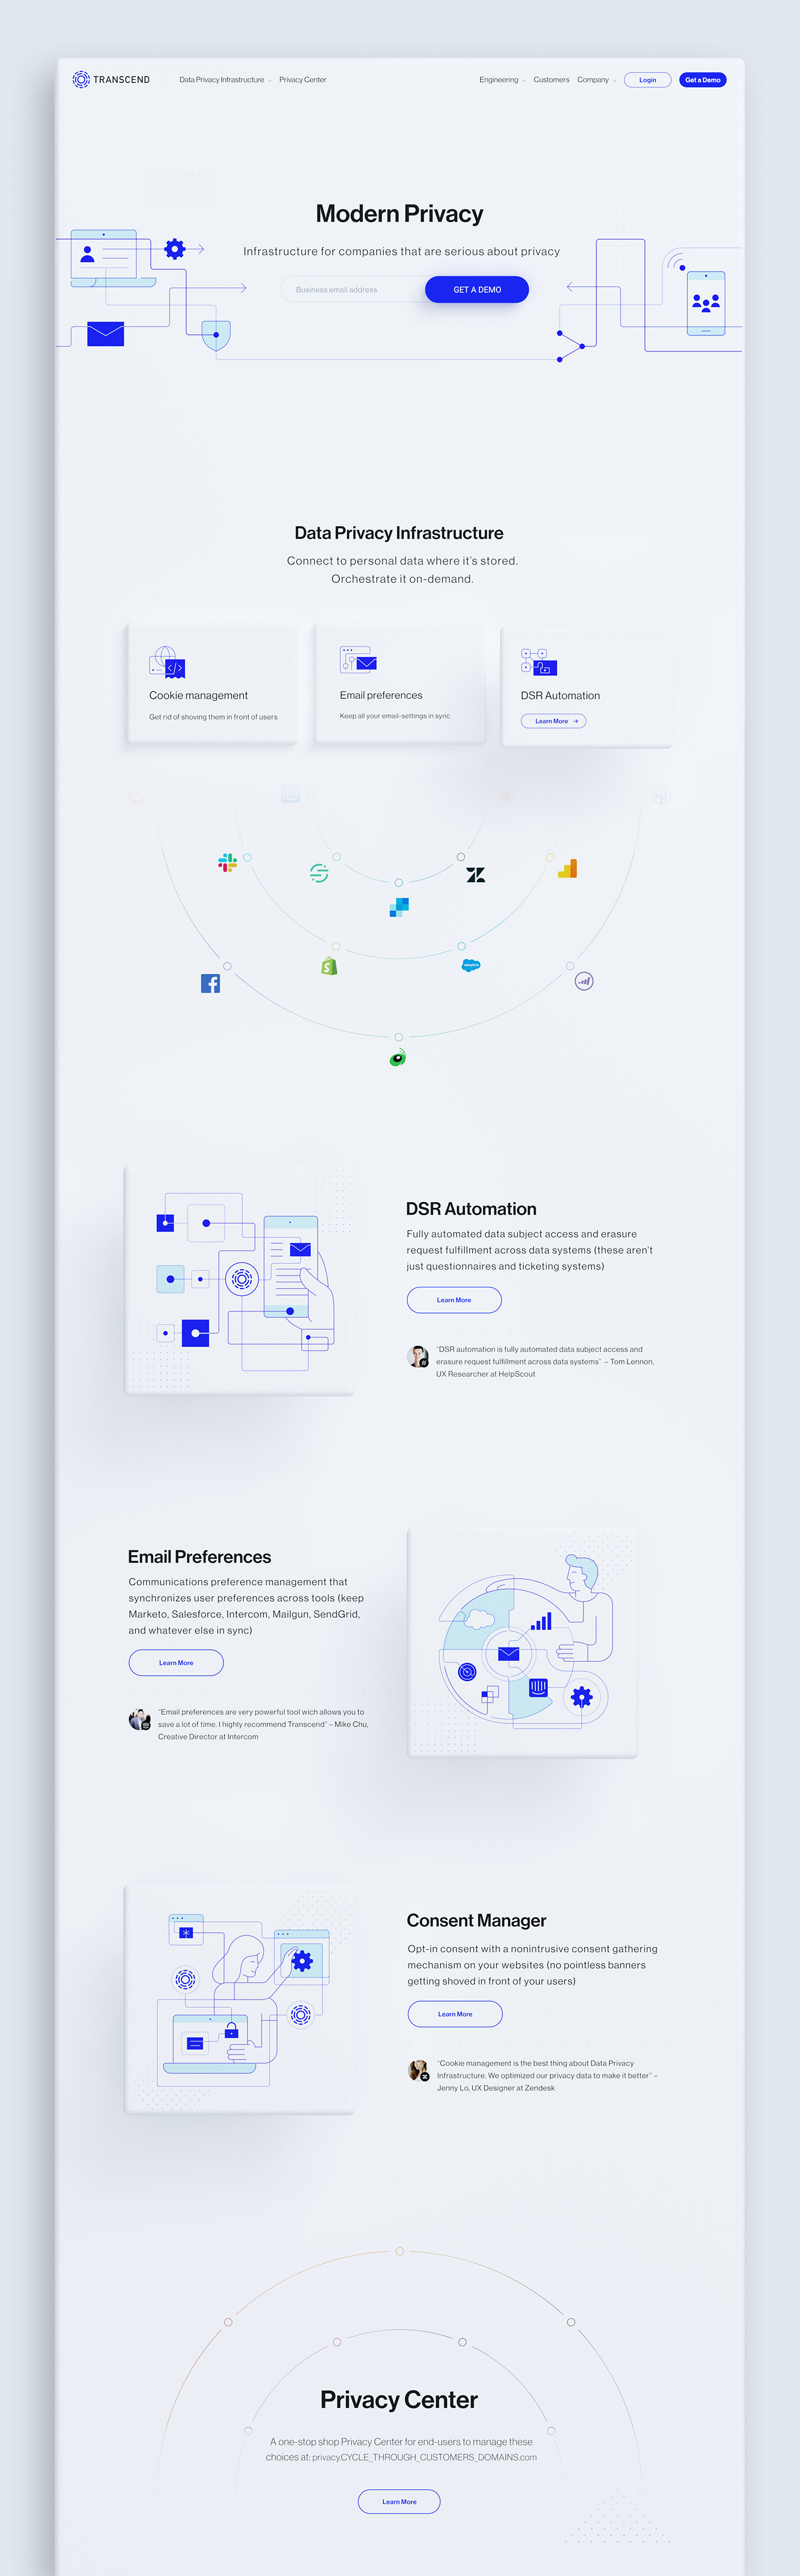 TRANSCEND
Data Privacy Infrastructure
Privacy Center
Engineering
Customers
Company
Login
Get a Demo
Modern Privacy
Infrastructure for companies that are serious about privacy
Business email address
GET A DEMO
Data Privacy Infrastructure
Connect to personal data where it's stored.
Orchestrate it on-demand.
Cookie management
Get rid of shoving them in front of users
Email preferences
Keep all your email-settings in sync
DSR Automation
Learn More →
DSR Automation
Fully automated data subject access and erasure
request fulfillment across data systems (these aren't
just questionnaires and ticketing systems)
Learn More
"DSR automation is fully automated data subject access and
erasure request fulfillment across data systems" – Tom Lennon,
UX Researcher at HelpScout
Email Preferences
Communications preference management that
synchronizes user preferences across tools (keep
Marketo, Salesforce, Intercom, Mailgun, SendGrid,
and whatever else in sync)
Learn More
"Email preferences are very powerful tool wich allows you to
save a lot of time. I highly recommend Transcend" – Mike Chu,
Creative Director at Intercom
Consent Manager
Opt-in consent with a nonintrusive consent gathering
mechanism on your websites (no pointless banners
getting shoved in front of your users)
Learn More
"Cookie management is the best thing about Data Privacy
Infrastructure. We optimized our privacy data to make it better" –
Jenny Lo, UX Designer at Zendesk
Privacy Center
A one-stop shop Privacy Center for end-users to manage these
choices at: privacy.CYCLE_THROUGH_CUSTOMERS_DOMAINS.com
Learn More